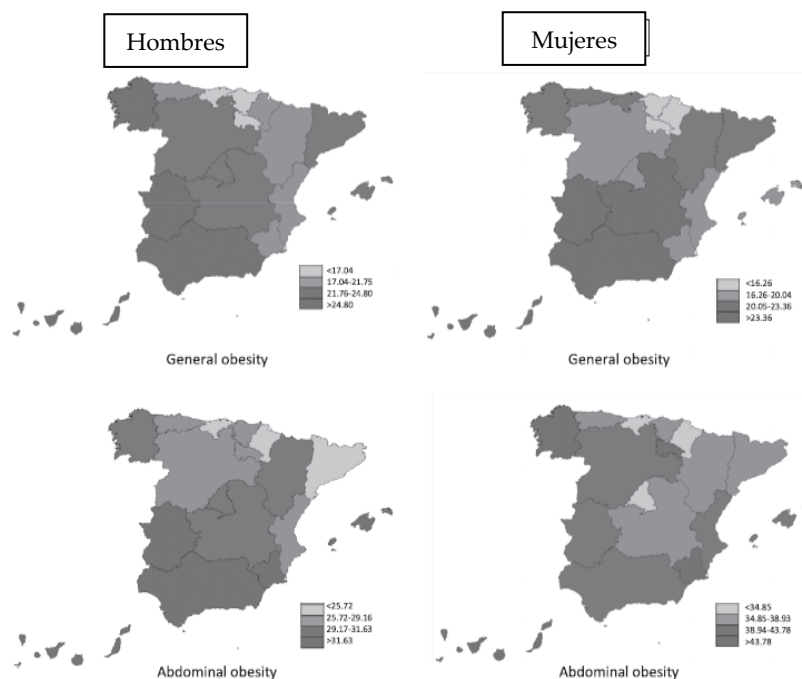 Hombres
Mujeres
<17.04
17.04-21.75
21.76-24.80
>24.80
General obesity
<16.26
16.26-20.04
20.05-23.36
>23.36
General obesity
<25.72
25.72-29.16
29.17-31.63
>31.63
Abdominal obesity
<34.85
34.85-38.93
38.94-43.78
>43.78
Abdominal obesity